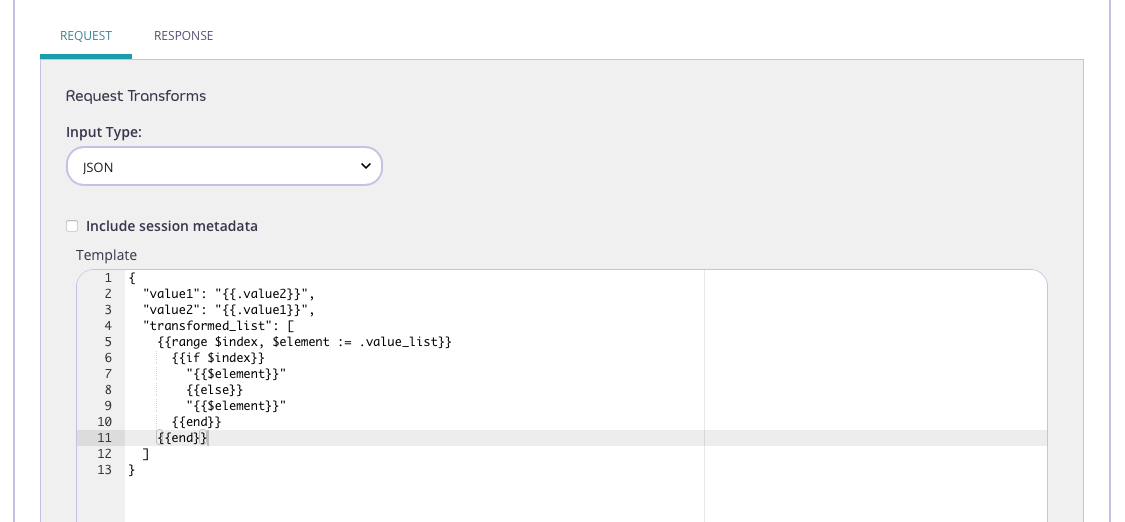 REQUEST RESPONSE
Request Transforms
Input Type:
JSON
Include session metadata
Template
1 {
2   "value1": "{{.value2}}",
3   "value2": "{{.value1}}",
4   "transformed_list": [
5     {{range $index, $element := .value_list}}
6       {{if $index}}
7         "{{$element}}"
8         {{else}}
9         "{{$element}}"
10       {{end}}
11     {{end}}
12   ]
13 }